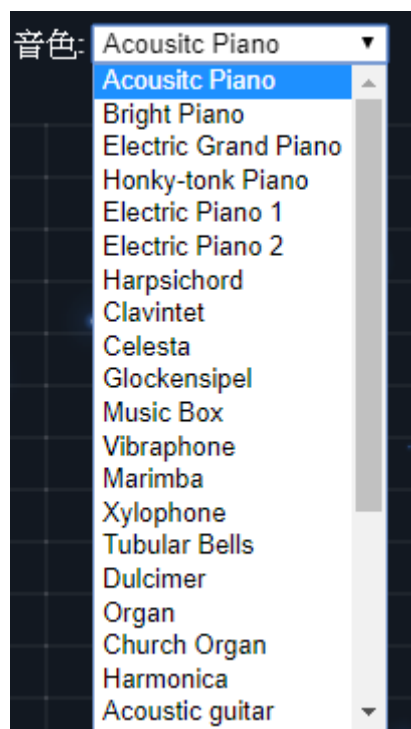 音色: Acousitc Piano
Acousitc Piano
Bright Piano
Electric Grand Piano
Honky-tonk Piano
Electric Piano 1
Electric Piano 2
Harpsichord
Clavintet
Celesta
Glockensipel
Music Box
Vibraphone
Marimba
Xylophone
Tubular Bells
Dulcimer
Organ
Church Organ
Harmonica
Acoustic guitar